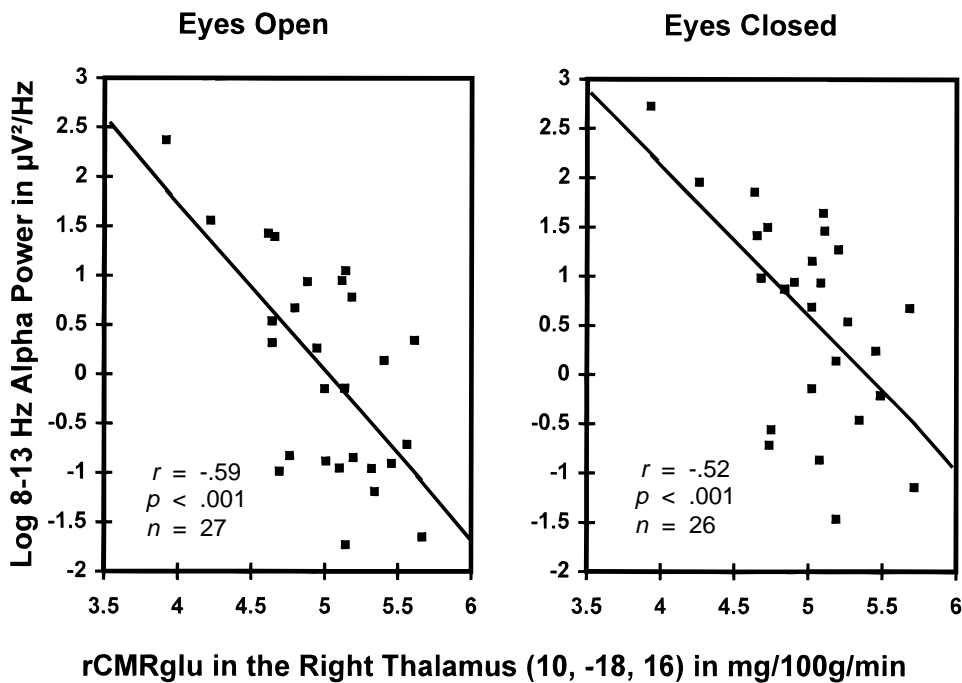 Eyes Open
Eyes Closed
Log 8-13 Hz Alpha Power in µV²/Hz
3
2.5
2
1.5
1
0.5
0
-0.5
-1
-1.5
-2
r = -.59
p < .001
n = 27
3.5 4 4.5 5 5.5 6
3
2.5
2
1.5
1
0.5
0
-0.5
-1
-1.5
-2
r = -.52
p < .001
n = 26
3.5 4 4.5 5 5.5 6
rCMRglu in the Right Thalamus (10, -18, 16) in mg/100g/min